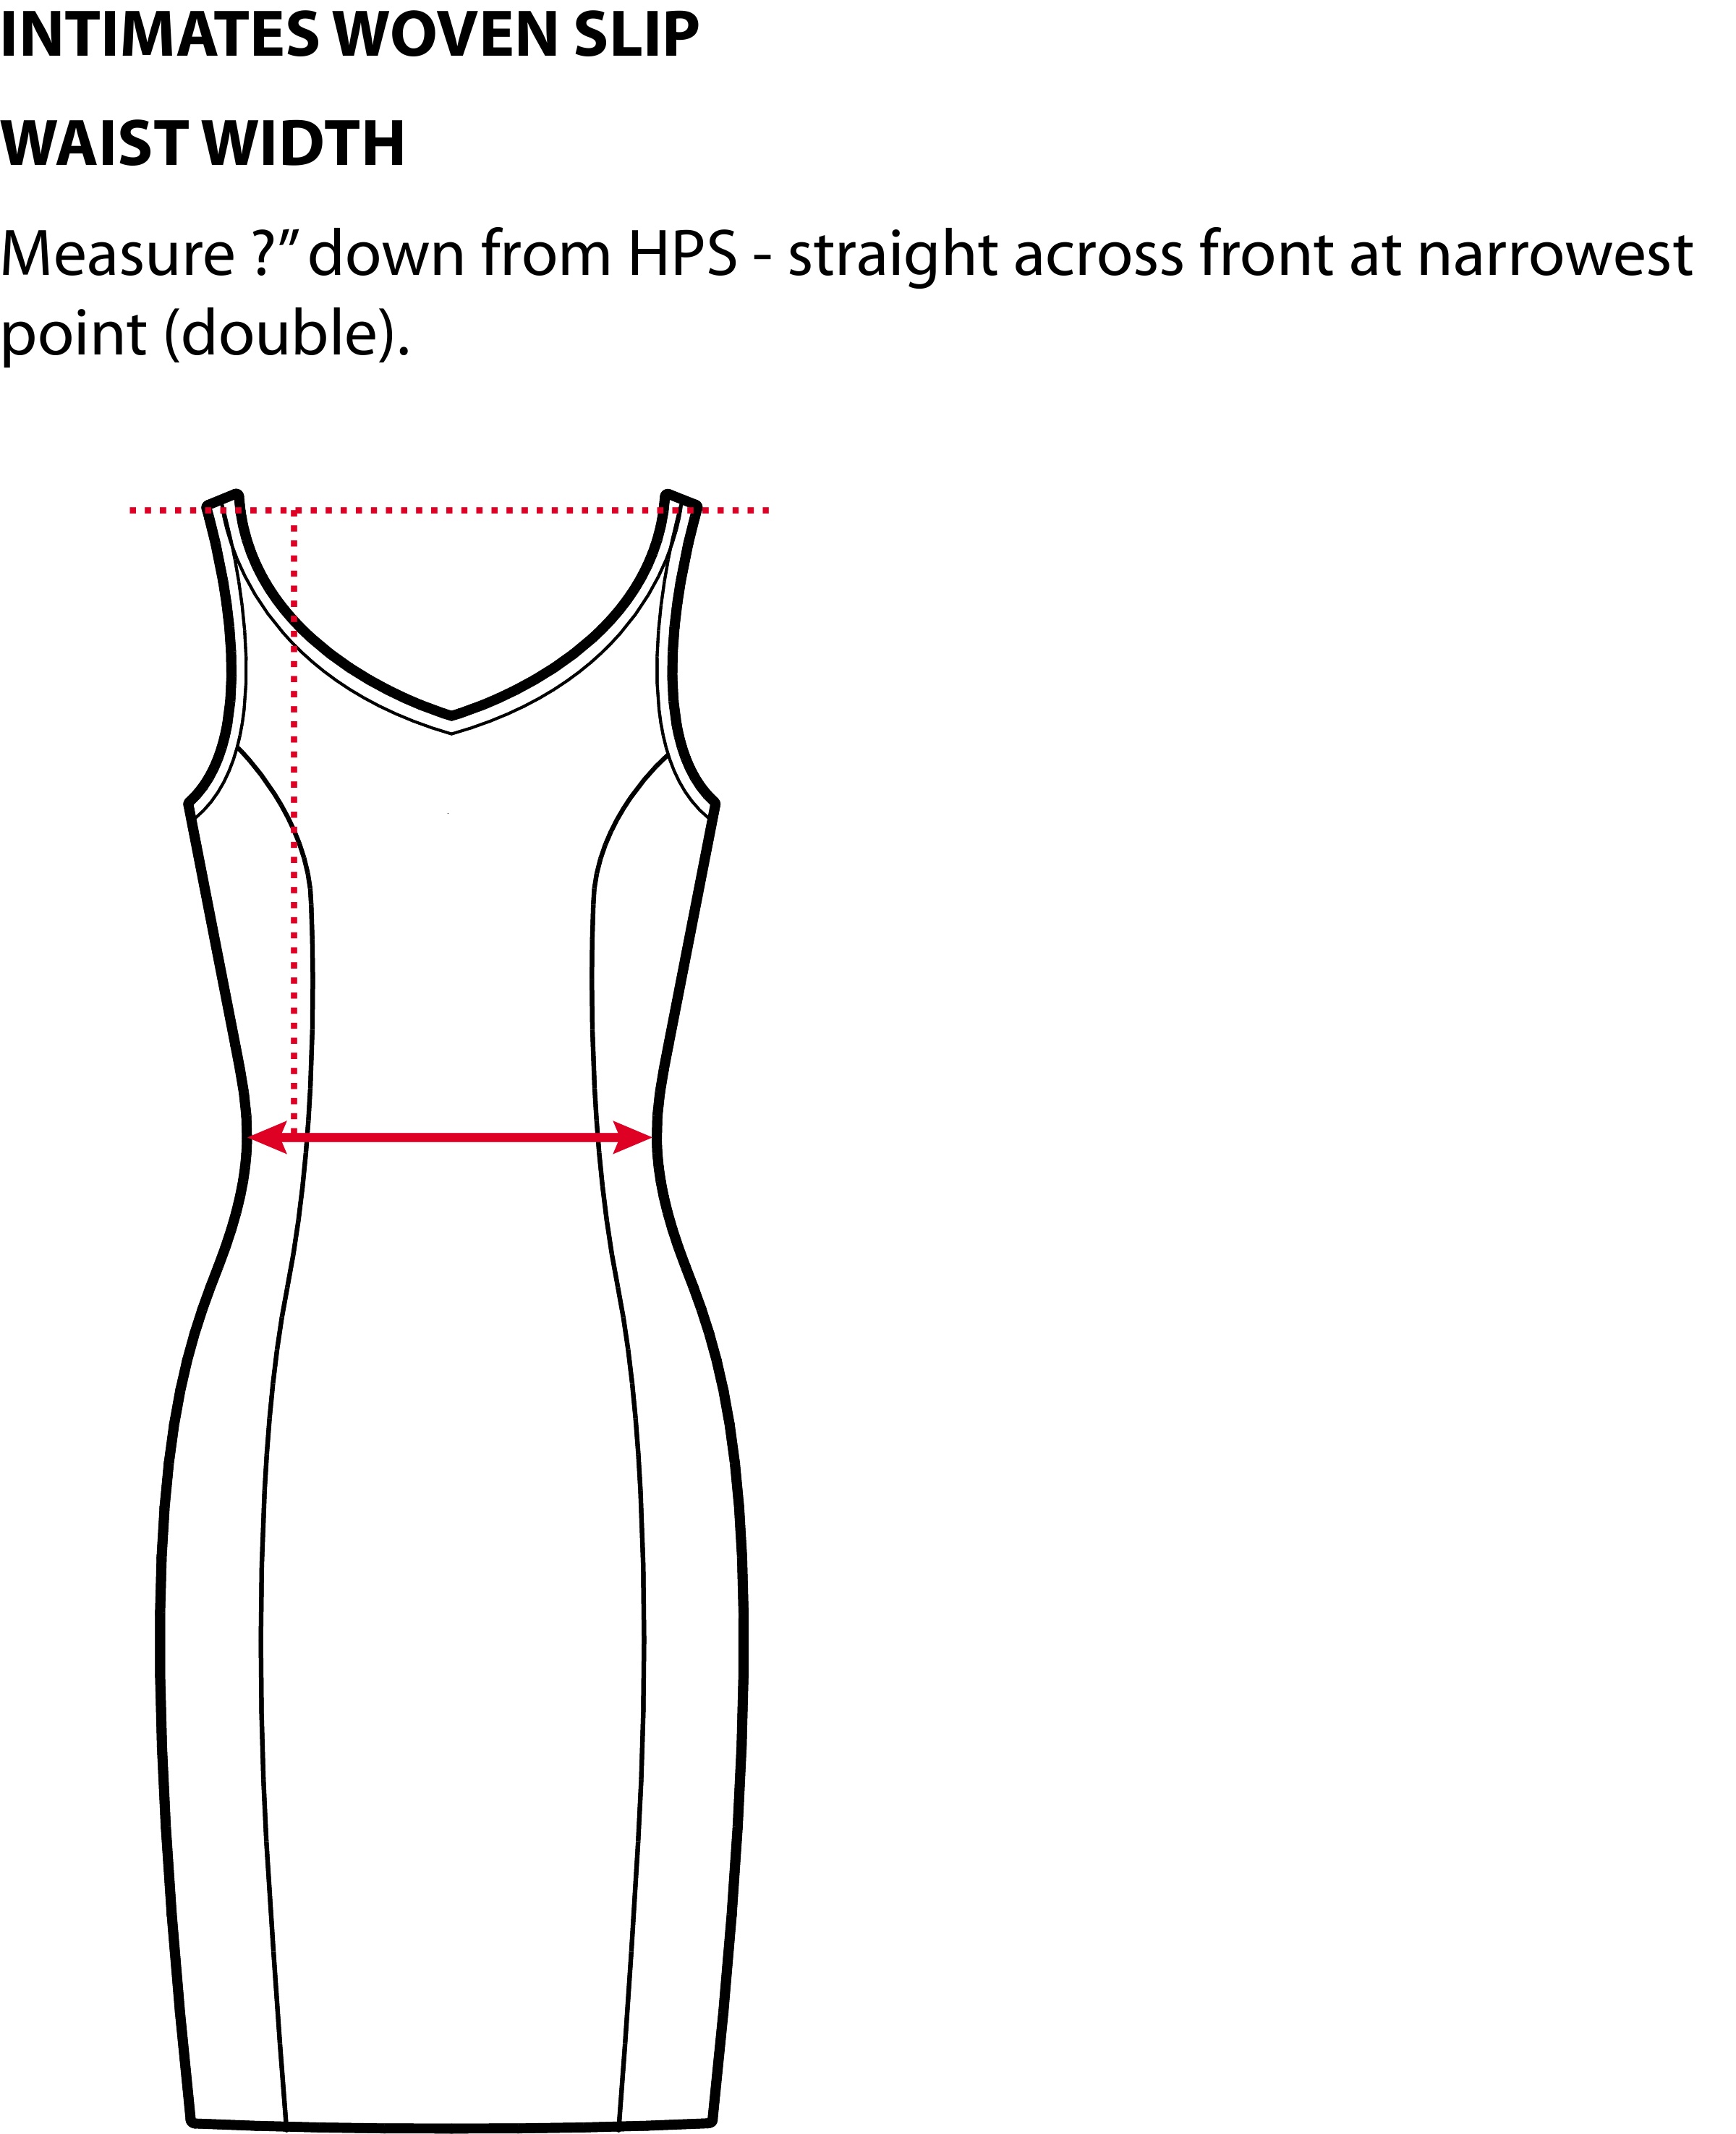 INTIMATES WOVEN SLIP
WAIST WIDTH
Measure ?” down from HPS - straight across front at narrowest
point (double).